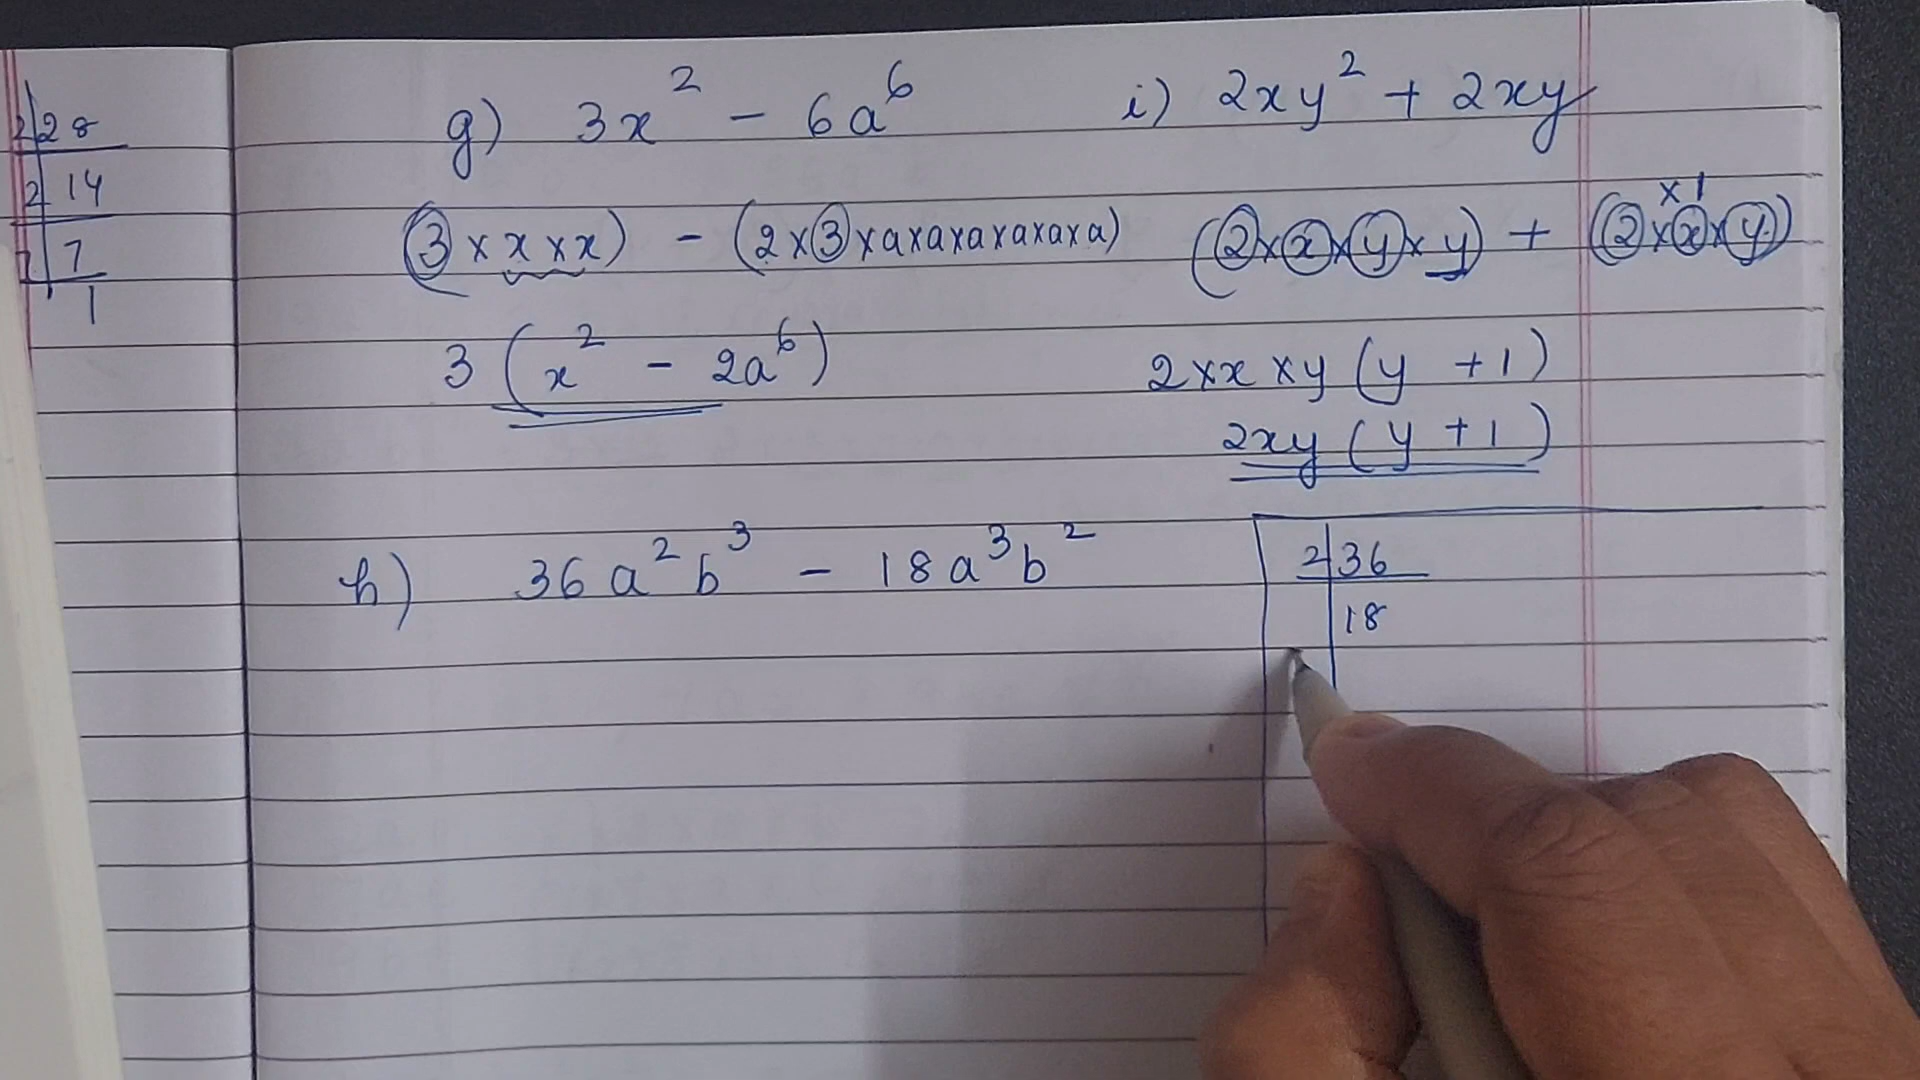 2 28
2 14
7 7
1
g) 3x² - 6a⁶
(3 × x × x) - (2 × 3 × a×a×a×a×a×a)
3 (x² - 2a⁶)
i) 2xy² + 2xy
(2×x×y×y) + (2×x×y) ×1
2×x×y (y + 1)
2xy (y + 1)
h) 36a²b³ - 18a³b²
2 36
18